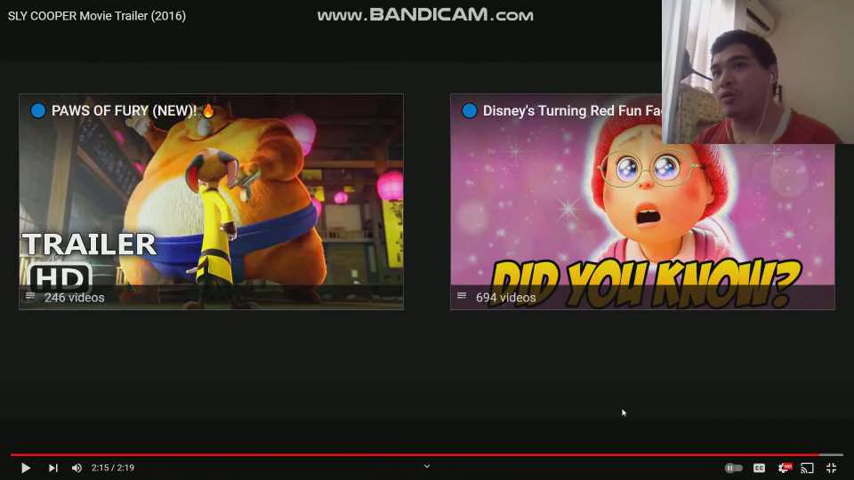 SLY COOPER Movie Trailer (2016)
www.BANDICAM.com
PAWS OF FURY (NEW)!
Disney's Turning Red Fun
TRAILER
HD
246 videos
DID YOU KNOW?
694 videos
2:15 / 2:19
CC